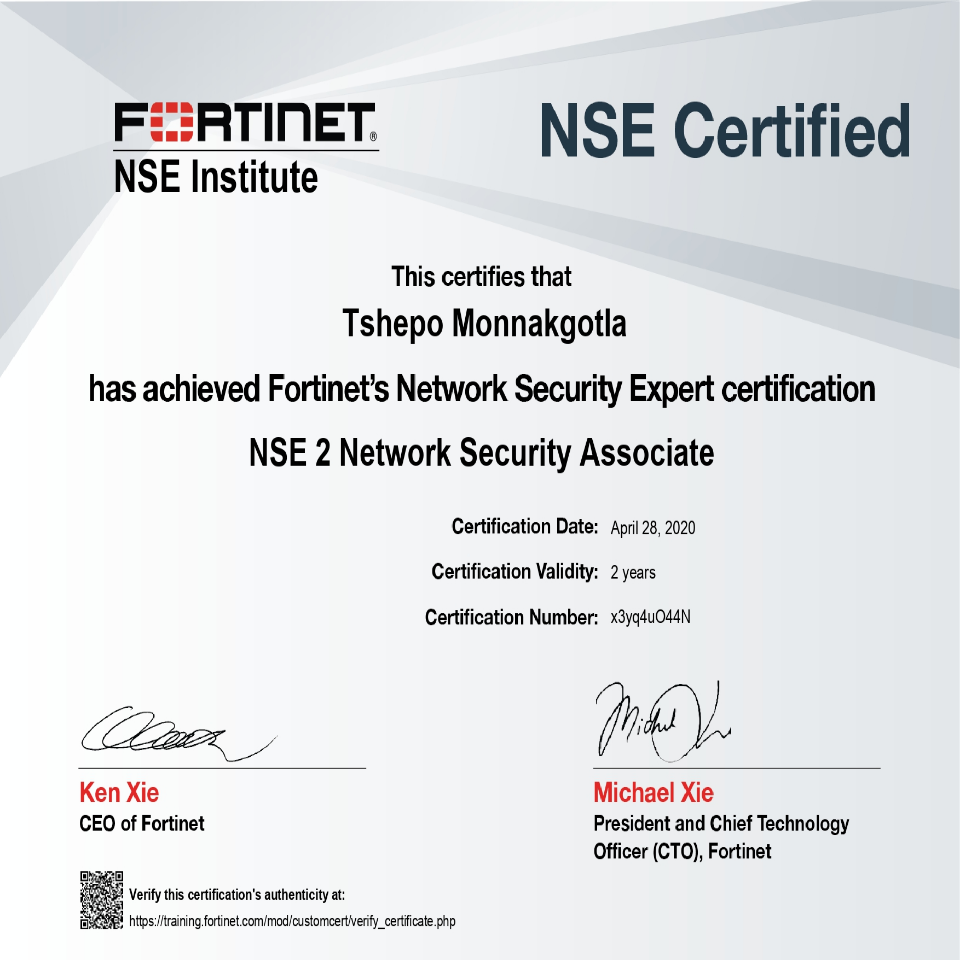 FORTINET®
NSE Institute
NSE Certified
This certifies that
Tshepo Monnakgotla
has achieved Fortinet’s Network Security Expert certification
NSE 2 Network Security Associate
Certification Date: April 28, 2020
Certification Validity: 2 years
Certification Number: x3yq4uO44N
Ken Xie
CEO of Fortinet
Michael Xie
President and Chief Technology
Officer (CTO), Fortinet
Verify this certification's authenticity at:
https://training.fortinet.com/mod/customcert/verify_certificate.php